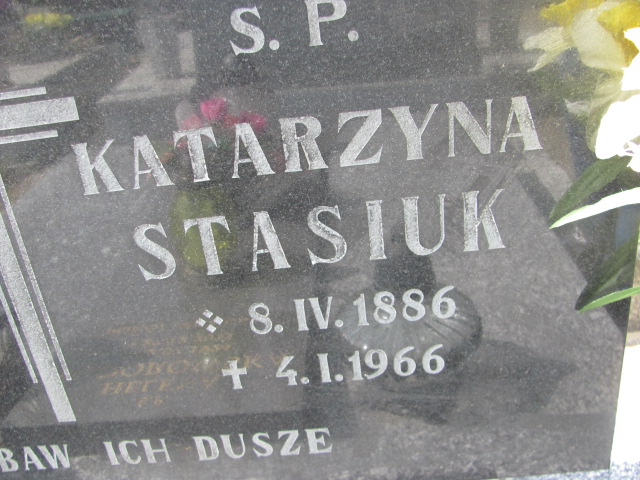 S. P.
KATARZYNA
STASIUK
8. IV. 1886
4. I. 1966
BAW ICH DUSZE